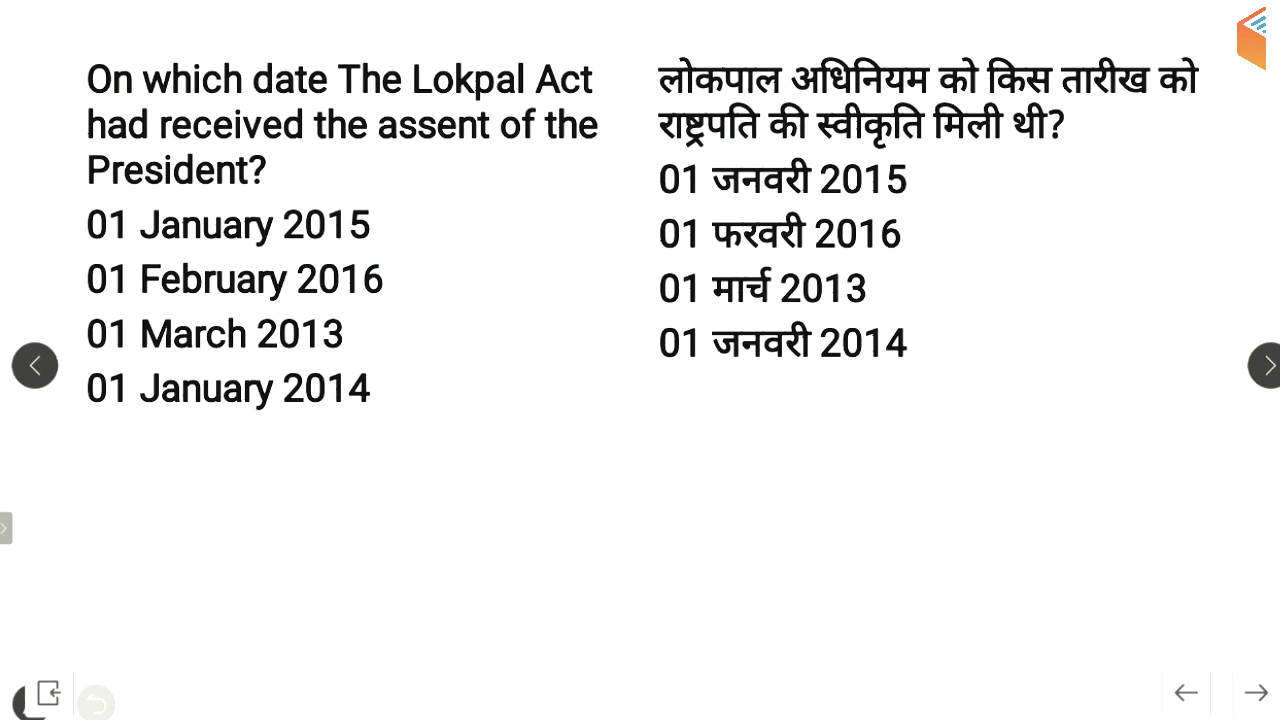 On which date The Lokpal Act
had received the assent of the
President?
01 January 2015
01 February 2016
01 March 2013
01 January 2014
लोकपाल अधिनियम को किस तारीख को
राष्ट्रपति की स्वीकृति मिली थी?
01 जनवरी 2015
01 फरवरी 2016
01 मार्च 2013
01 जनवरी 2014